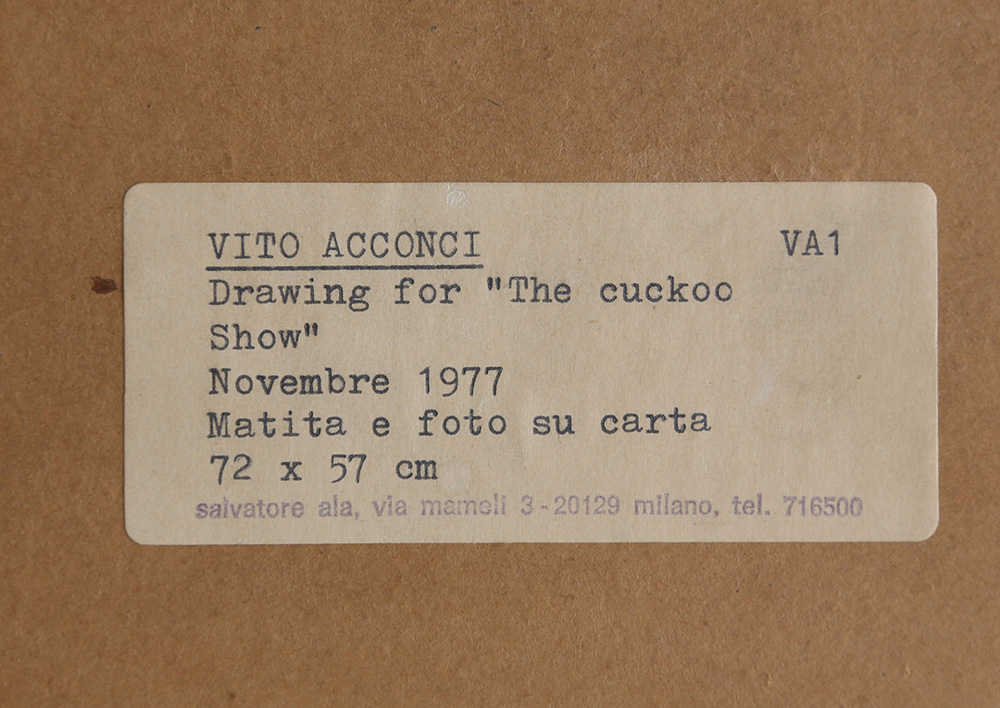 VITO ACCONCI VA1
Drawing for "The cuckoo
Show"
Novembre 1977
Matita e foto su carta
72 x 57 cm
salvatore ala, via mameli 3-20129 milano, tel. 716500